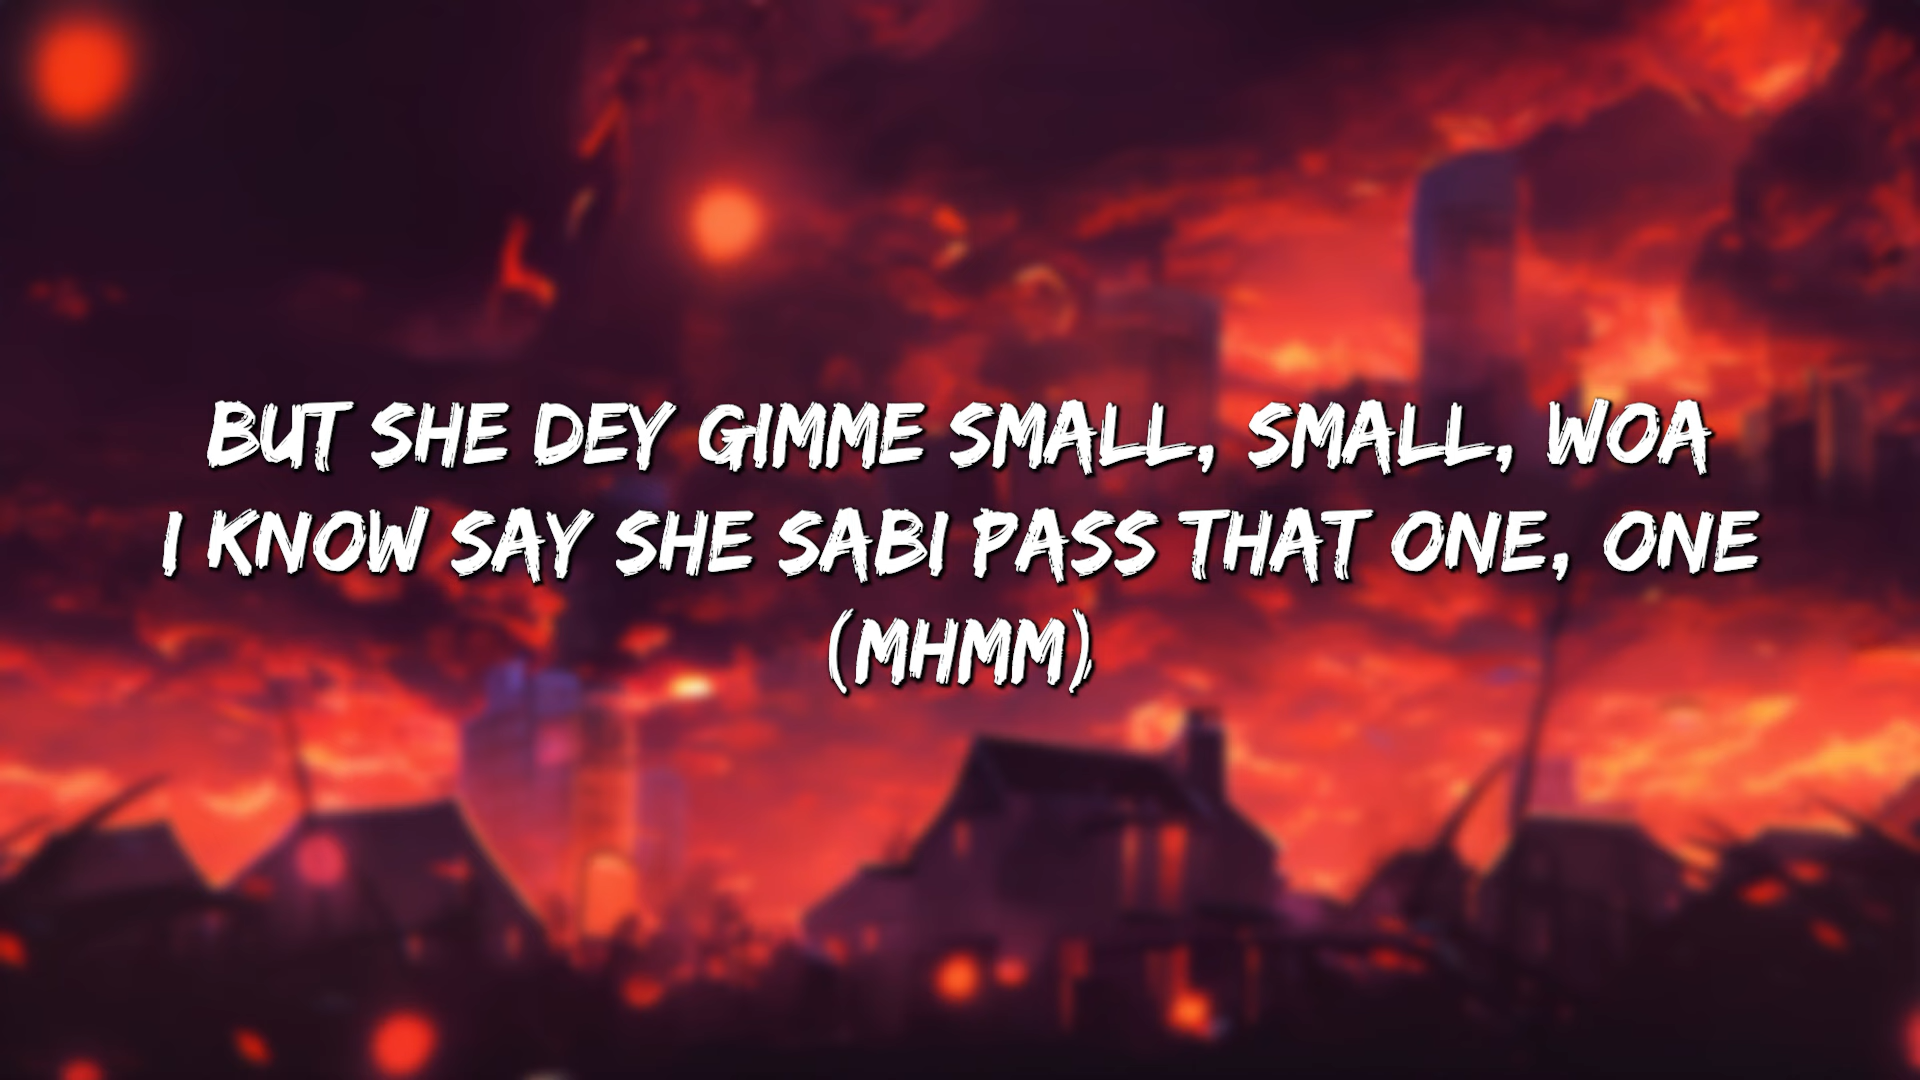 BUT SHE DEY GIMME SMALL, SMALL, WOA
I KNOW SAY SHE SABI PASS THAT ONE, ONE
(MHMM)